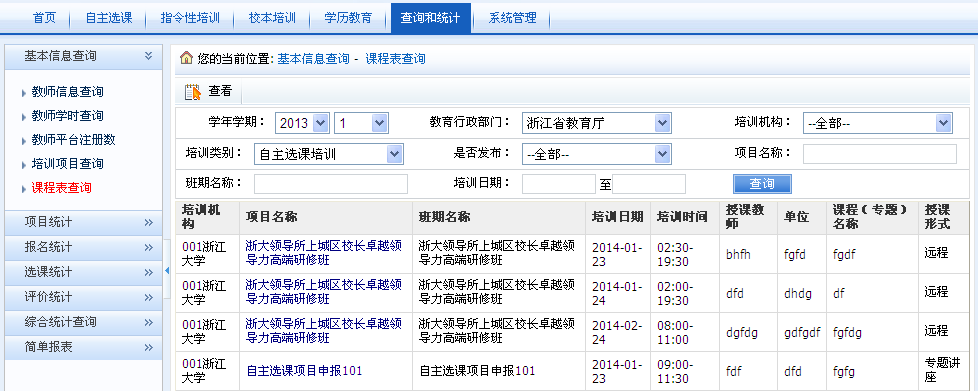 首页 自主选课 指令性培训 校本培训 学历教育 查询和统计 系统管理
基本信息查询
教师信息查询
教师学时查询
教师平台注册数
培训项目查询
课程表查询
项目统计
报名统计
选课统计
评价统计
综合统计查询
简单报表
您的当前位置: 基本信息查询 - 课程表查询
查看
学年学期： 2013 1 教育行政部门： 浙江省教育厅 培训机构： --全部--
培训类别： 自主选课培训 是否发布： --全部-- 项目名称：
班期名称： 培训日期： 至 查询
培训机构 项目名称 班期名称 培训日期 培训时间 授课教师 单位 课程（专题）名称 授课形式
001浙江大学 浙大领导所上城区校长卓越领导力高端研修班 浙大领导所上城区校长卓越领导力高端研修班 2014-01-23 02:30-19:30 bhfh fgfd fgdf 远程
001浙江大学 浙大领导所上城区校长卓越领导力高端研修班 浙大领导所上城区校长卓越领导力高端研修班 2014-01-24 02:00-19:30 dfd dhdg df 远程
001浙江大学 浙大领导所上城区校长卓越领导力高端研修班 浙大领导所上城区校长卓越领导力高端研修班 2014-02-24 08:00-11:00 dgfdg gdfgdf fgfdg 远程
001浙江大学 自主选课项目申报101 自主选课项目申报101 2014-01-23 09:00-11:30 fdf dfd fgfg 专题讲座